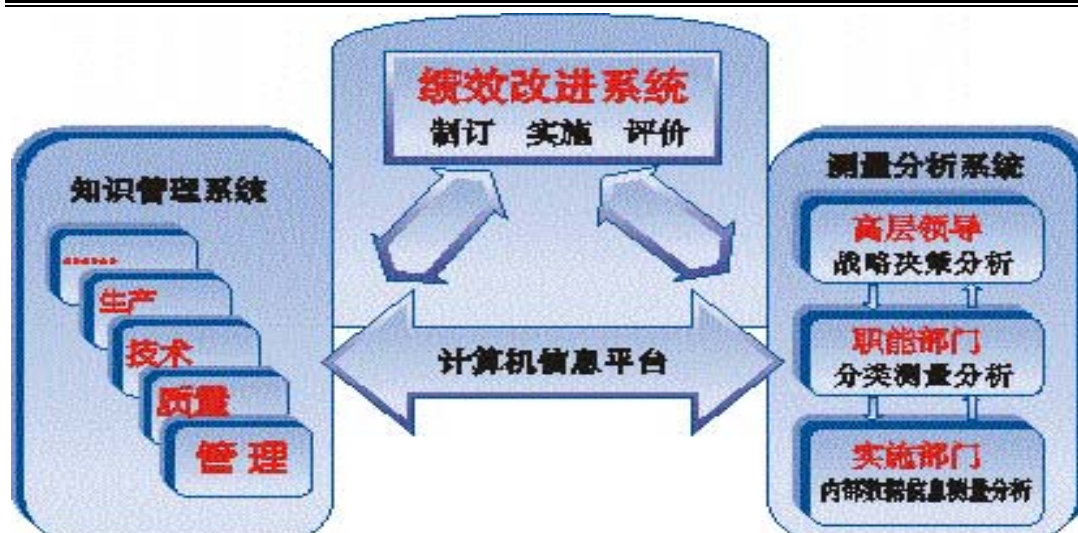 绩效改进系统
制订 实施 评价
知识管理系统
……
生产
技术
质量
管理
计算机信息平台
测量分析系统
高层领导
战略决策分析
职能部门
分类测量分析
实施部门
内部数据信息测量分析